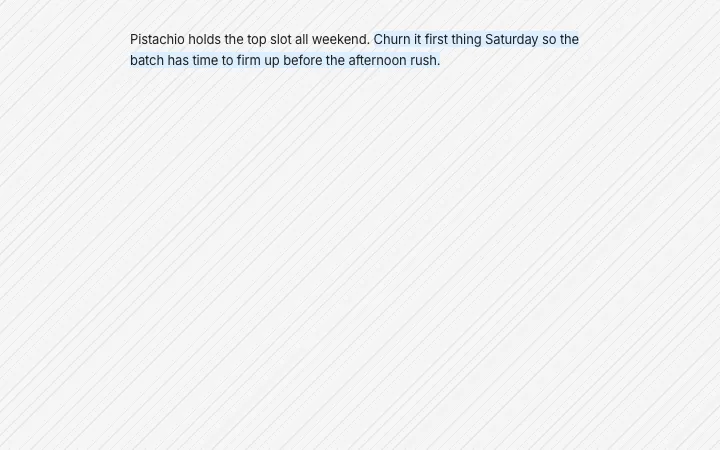 Pistachio holds the top slot all weekend. Churn it first thing Saturday so the
batch has time to firm up before the afternoon rush.